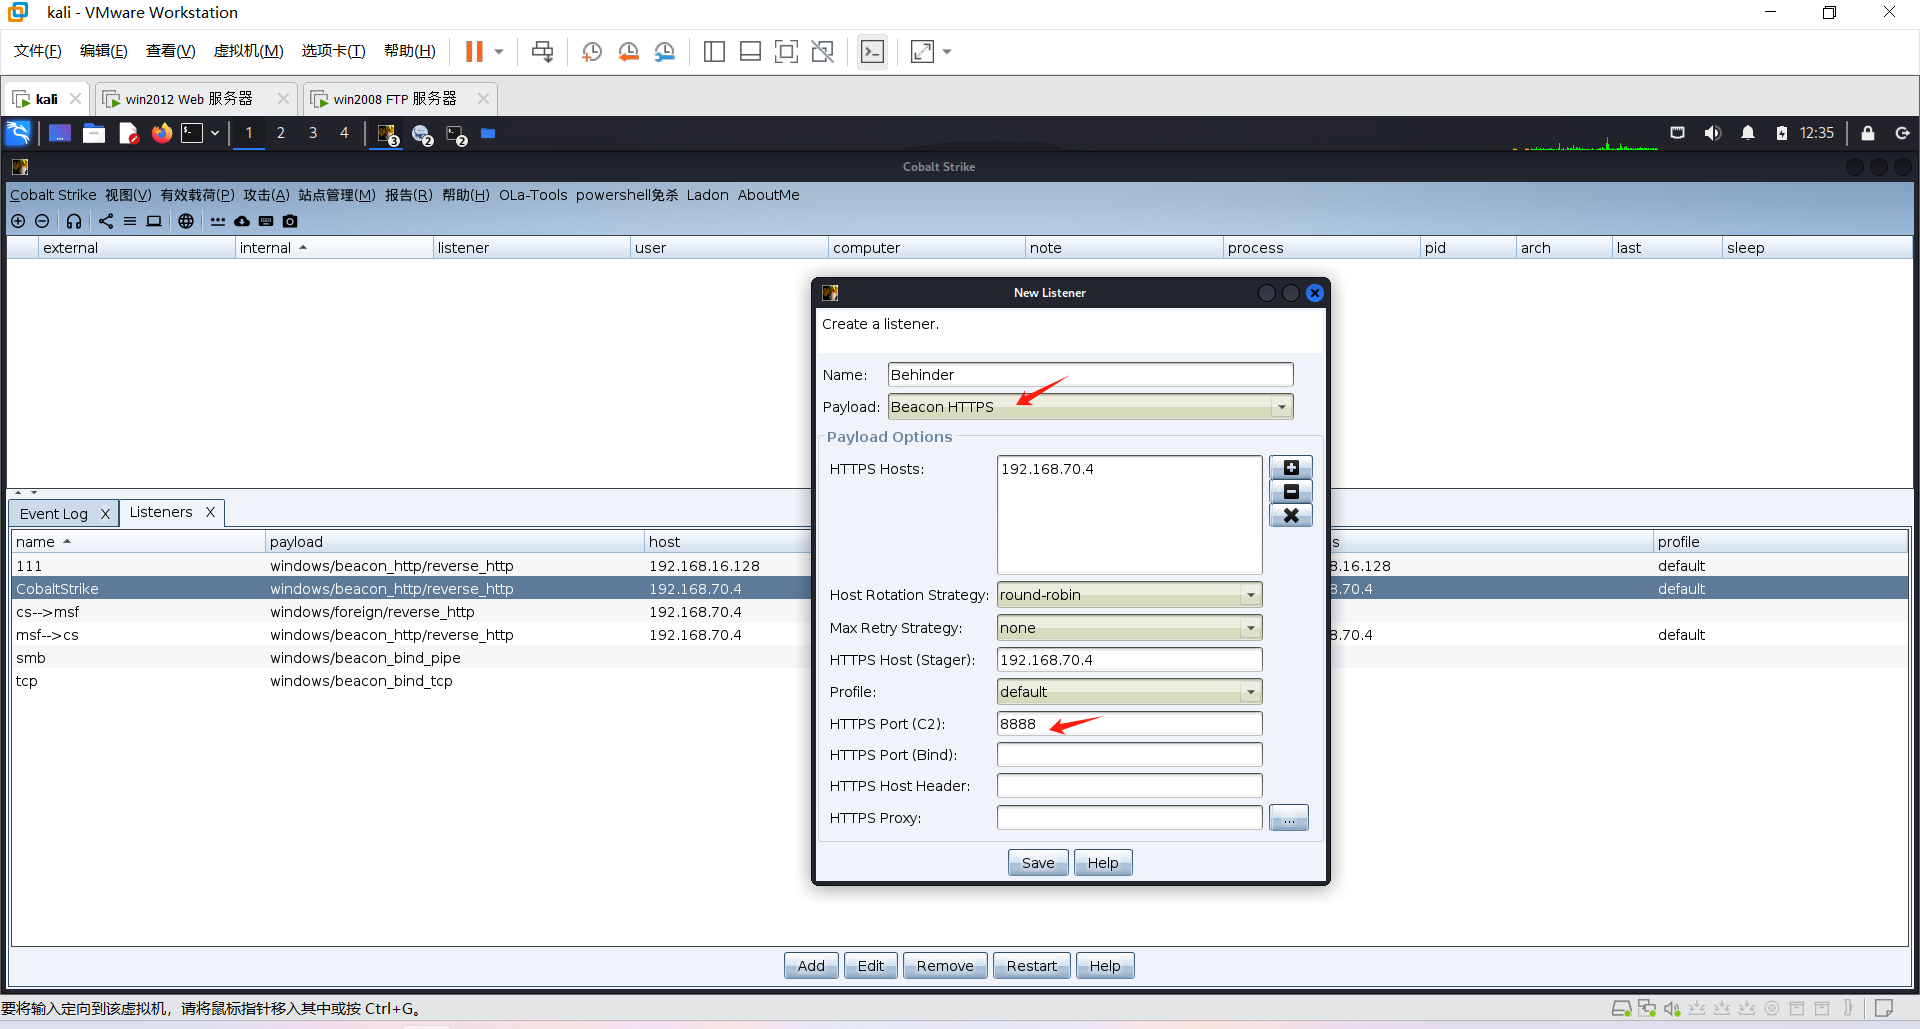 kali - VMware Workstation
文件(F) 编辑(E) 查看(V) 虚拟机(M) 选项卡(T) 帮助(H)
kali win2012 Web 服务器 win2008 FTP 服务器
1 2 3 4 3 2 2 12:35
Cobalt Strike
Cobalt Strike 视图(V) 有效载荷(P) 攻击(A) 站点管理(M) 报告(R) 帮助(H) OLa-Tools powershell免杀 Ladon AboutMe
external internal listener user computer note process pid arch last sleep
New Listener
Create a listener.
Name: Behinder
Payload: Beacon HTTPS
Payload Options
HTTPS Hosts: 192.168.70.4
Host Rotation Strategy: round-robin
Max Retry Strategy: none
HTTPS Host (Stager): 192.168.70.4
Profile: default
HTTPS Port (C2): 8888
HTTPS Port (Bind):
HTTPS Host Header:
HTTPS Proxy: ...
Save Help
Event Log X Listeners X
name payload host s profile
111 windows/beacon_http/reverse_http 192.168.16.128 8.16.128 default
CobaltStrike windows/beacon_http/reverse_http 192.168.70.4 8.70.4 default
cs-->msf windows/foreign/reverse_http 192.168.70.4
msf-->cs windows/beacon_http/reverse_http 192.168.70.4 8.70.4 default
smb windows/beacon_bind_pipe
tcp windows/beacon_bind_tcp
Add Edit Remove Restart Help
要将输入定向到该虚拟机，请将鼠标指针移入其中或按 Ctrl+G。